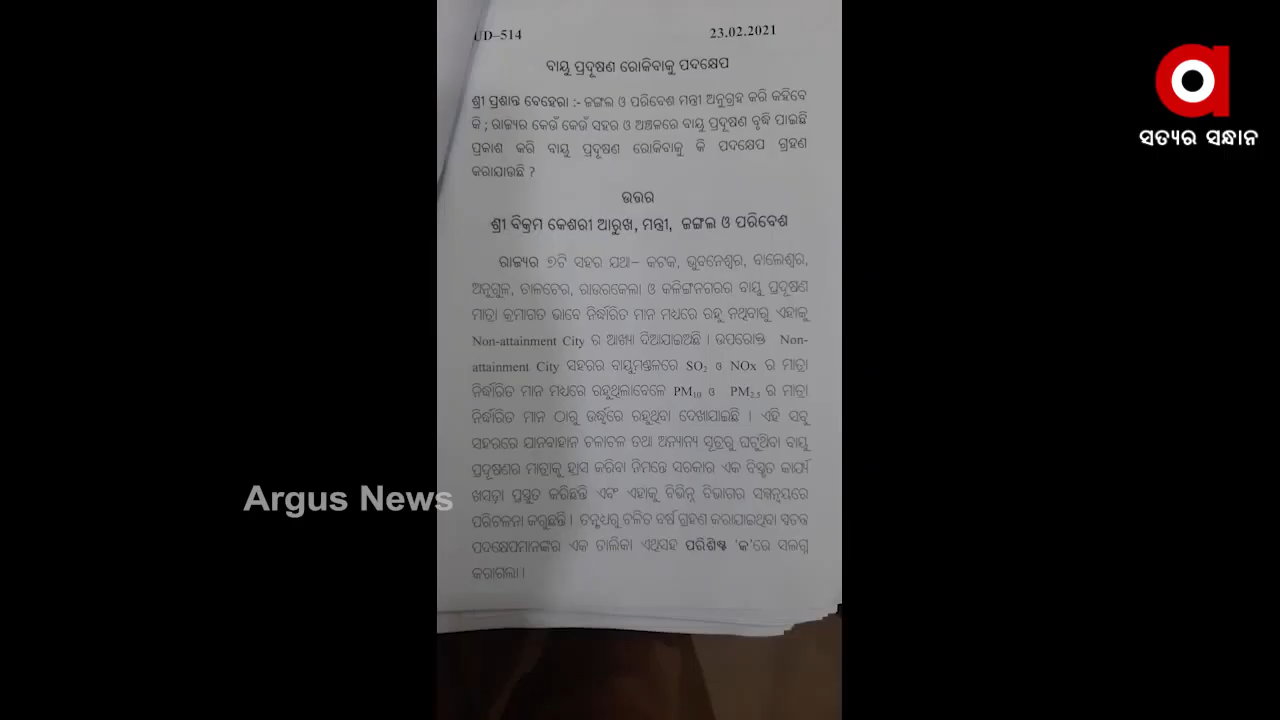 UD–514 23.02.2021
ବାୟୁ ପ୍ରଦୂଷଣ ରୋକିବାକୁ ପଦକ୍ଷେପ
ଶ୍ରୀ ପ୍ରଶାନ୍ତ ବେହେରା :- ଜଙ୍ଗଲ ଓ ପରିବେଶ ମନ୍ତ୍ରୀ ଅନୁଗ୍ରହ କରି କହିବେ
କି ; ରାଜ୍ୟର କେଉଁ କେଉଁ ସହର ଓ ଅଞ୍ଚଳରେ ବାୟୁ ପ୍ରଦୂଷଣ ବୃଦ୍ଧି ପାଇଛି
ପ୍ରକାଶ କରି ବାୟୁ ପ୍ରଦୂଷଣ ରୋକିବାକୁ କି ପଦକ୍ଷେପ ଗ୍ରହଣ
କରାଯାଉଛି ?
ଉତ୍ତର
ଶ୍ରୀ ବିକ୍ରମ କେଶରୀ ଆରୁଖ, ମନ୍ତ୍ରୀ, ଜଙ୍ଗଲ ଓ ପରିବେଶ
ରାଜ୍ୟର ୭ଟି ସହର ଯଥା– କଟକ, ଭୁବନେଶ୍ୱର, ବାଲେଶ୍ୱର,
ଅନୁଗୁଳ, ତାଳଚେର, ରାଉରକେଲା ଓ କଳିଙ୍ଗନଗରର ବାୟୁ ପ୍ରଦୂଷଣ
ମାତ୍ରା କ୍ରମାଗତ ଭାବେ ନିର୍ଦ୍ଧାରିତ ମାନ ମଧ୍ୟରେ ରହୁ ନଥିବାରୁ ଏହାକୁ
Non-attainment City ର ଆଖ୍ୟା ଦିଆଯାଇଅଛି । ଉପରୋକ୍ତ Non-
attainment City ସହରର ବାୟୁମଣ୍ଡଳରେ SO₂ ଓ NOx ର ମାତ୍ରା
ନିର୍ଦ୍ଧାରିତ ମାନ ମଧ୍ୟରେ ରହୁଥିଲାବେଳେ PM₁₀ ଓ PM₂.₅ ର ମାତ୍ରା
ନିର୍ଦ୍ଧାରିତ ମାନ ଠାରୁ ଉର୍ଦ୍ଧ୍ୱରେ ରହୁଥିବା ଦେଖାଯାଇଛି । ଏହି ସବୁ
ସହରରେ ଯାନବାହାନ ଚଳାଚଳ ତଥା ଅନ୍ୟାନ୍ୟ ସୂତ୍ରରୁ ଘଟୁଥିବା ବାୟୁ
ପ୍ରଦୂଷଣର ମାତ୍ରାକୁ ହ୍ରାସ କରିବା ନିମନ୍ତେ ସରକାର ଏକ ବିସ୍ତୃତ କାର୍ଯ୍ୟ
ଖସଡ଼ା ପ୍ରସ୍ତୁତ କରିଛନ୍ତି ଏବଂ ଏହାକୁ ବିଭିନ୍ନ ବିଭାଗର ସମନ୍ୱୟରେ
ପରିଚଳନା କରୁଛନ୍ତି । ତନ୍ମଧ୍ୟରୁ ଚଳିତ ବର୍ଷ ଗ୍ରହଣ କରାଯାଇଥିବା ସ୍ୱତନ୍ତ୍ର
ପଦକ୍ଷେପମାନଙ୍କର ଏକ ତାଲିକା ଏଥିସହ ପରିଶିଷ୍ଟ 'କ'ରେ ସଲଗ୍ନ
କରାଗଲା ।
Argus News
ସତ୍ୟର ସନ୍ଧାନ